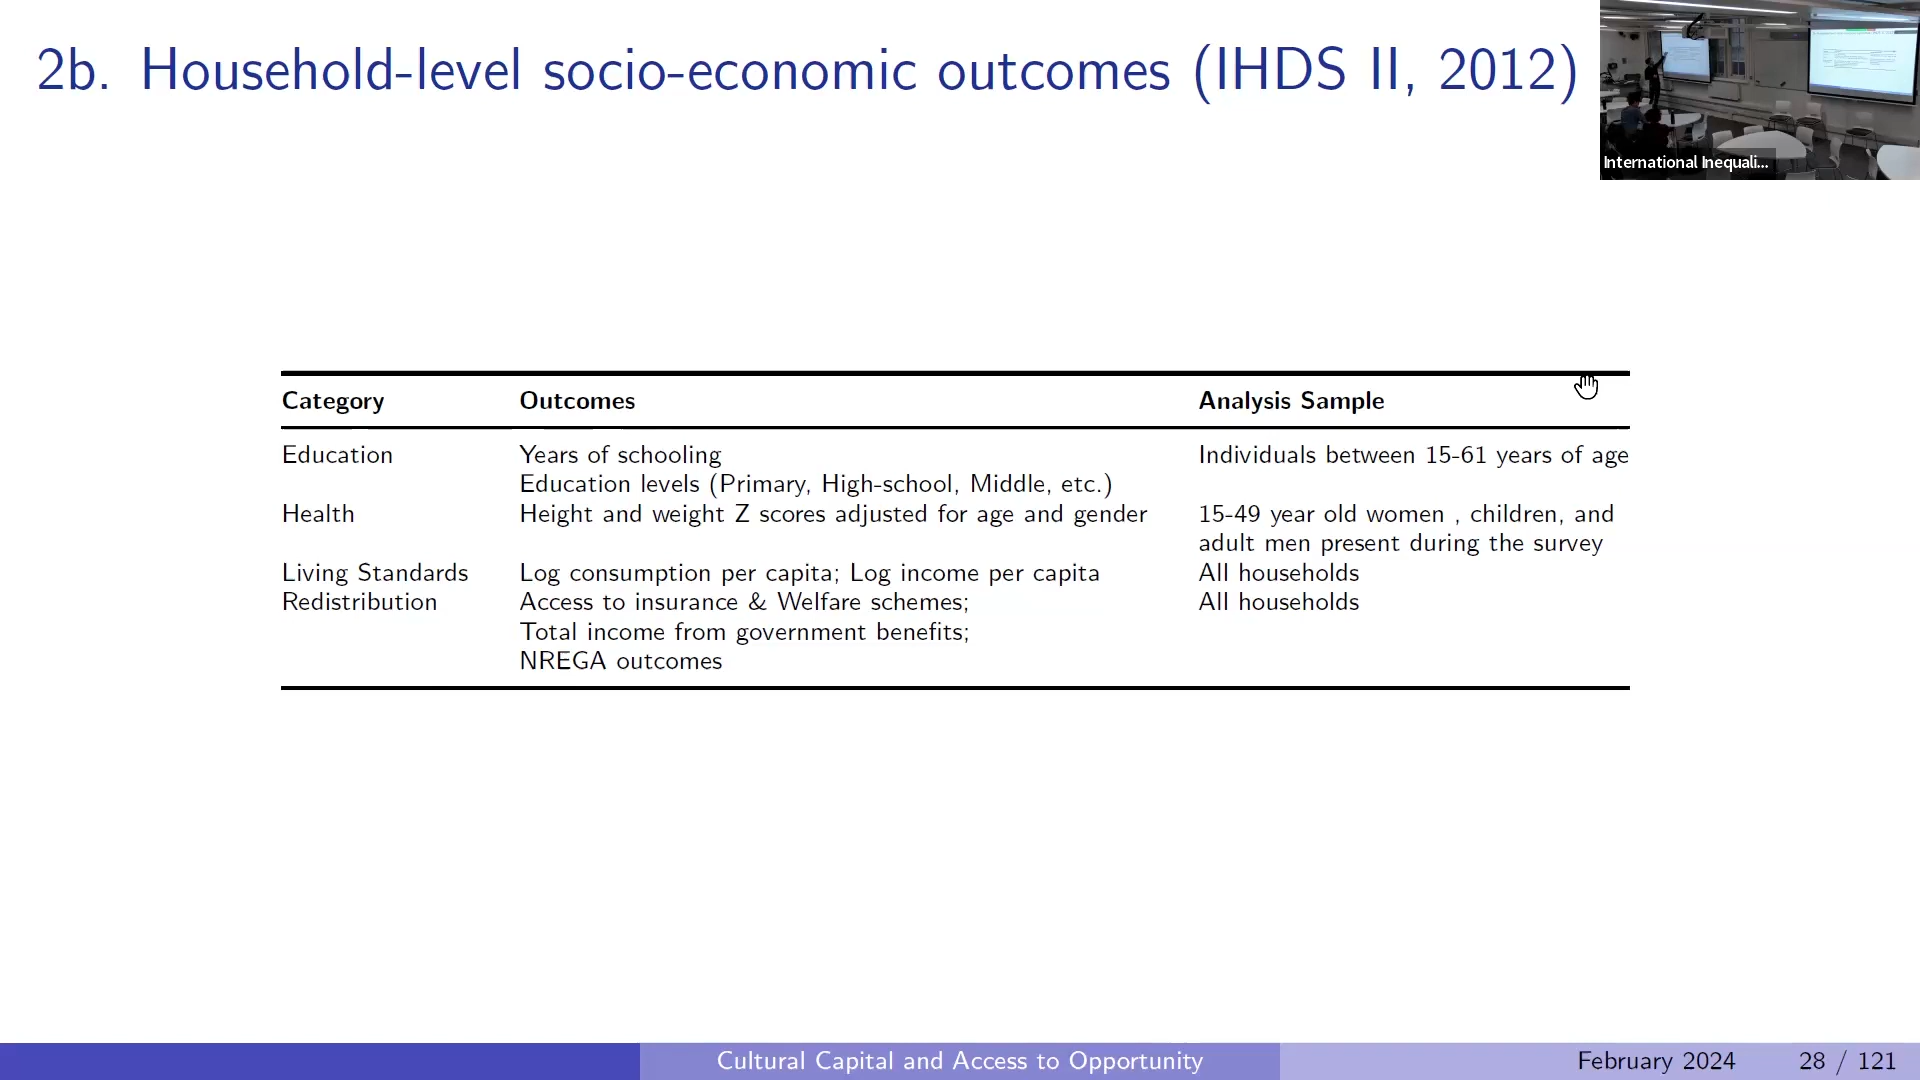 2b. Household-level socio-economic outcomes (IHDS II, 2012)
International Inequali...
Category Outcomes Analysis Sample
Education Years of schooling Individuals between 15-61 years of age
Education levels (Primary, High-school, Middle, etc.)
Health Height and weight Z scores adjusted for age and gender 15-49 year old women , children, and
adult men present during the survey
Living Standards Log consumption per capita; Log income per capita All households
Redistribution Access to insurance & Welfare schemes; All households
Total income from government benefits;
NREGA outcomes
Cultural Capital and Access to Opportunity February 2024 28 / 121